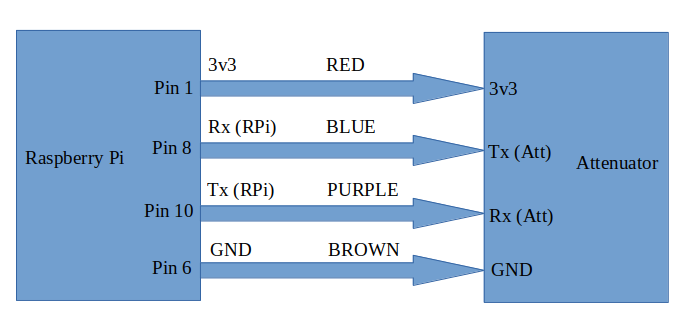 3v3 RED
Pin 1 3v3
Rx (RPi) BLUE
Pin 8 Tx (Att)
Raspberry Pi Attenuator
Tx (RPi) PURPLE
Pin 10 Rx (Att)
GND BROWN
Pin 6 GND